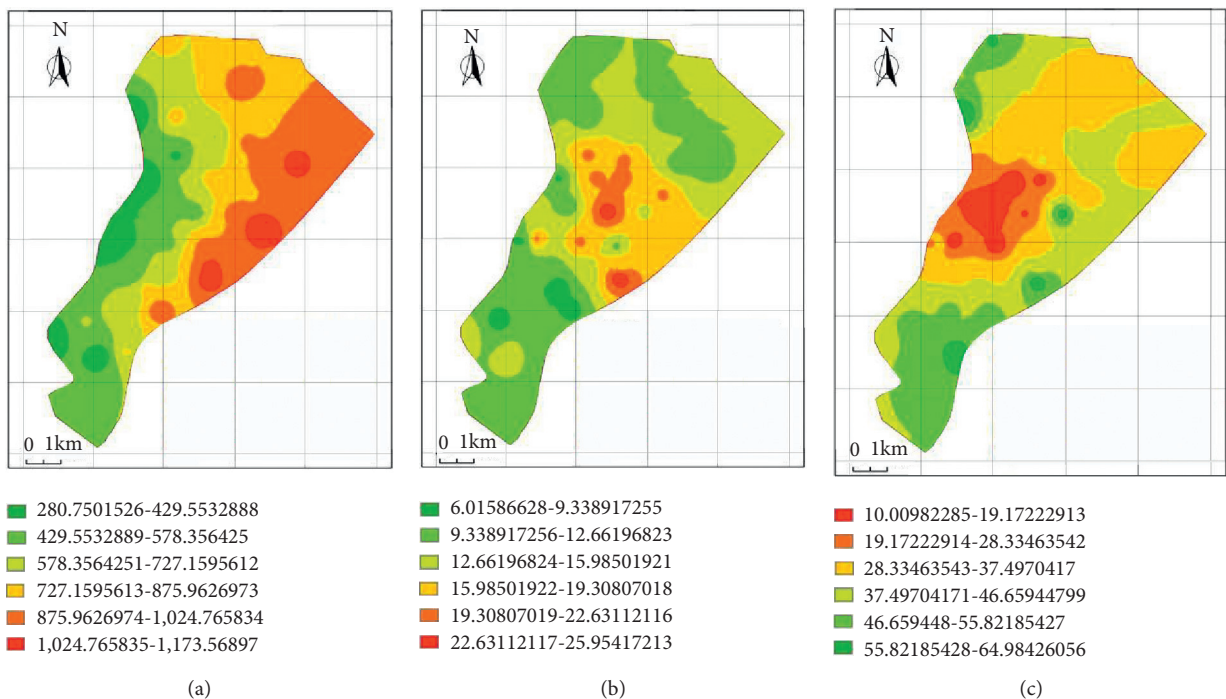 N
0 1km
280.7501526-429.5532888
429.5532889-578.356425
578.3564251-727.1595612
727.1595613-875.9626973
875.9626974-1,024.765834
1,024.765835-1,173.56897
(a)
N
0 1km
6.01586628-9.338917255
9.338917256-12.66196823
12.66196824-15.98501921
15.98501922-19.30807018
19.30807019-22.63112116
22.63112117-25.95417213
(b)
N
0 1km
10.00982285-19.17222913
19.17222914-28.33463542
28.33463543-37.4970417
37.49704171-46.65944799
46.659448-55.82185427
55.82185428-64.98426056
(c)